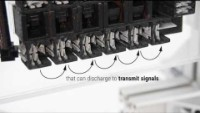 that can discharge to transmit signals